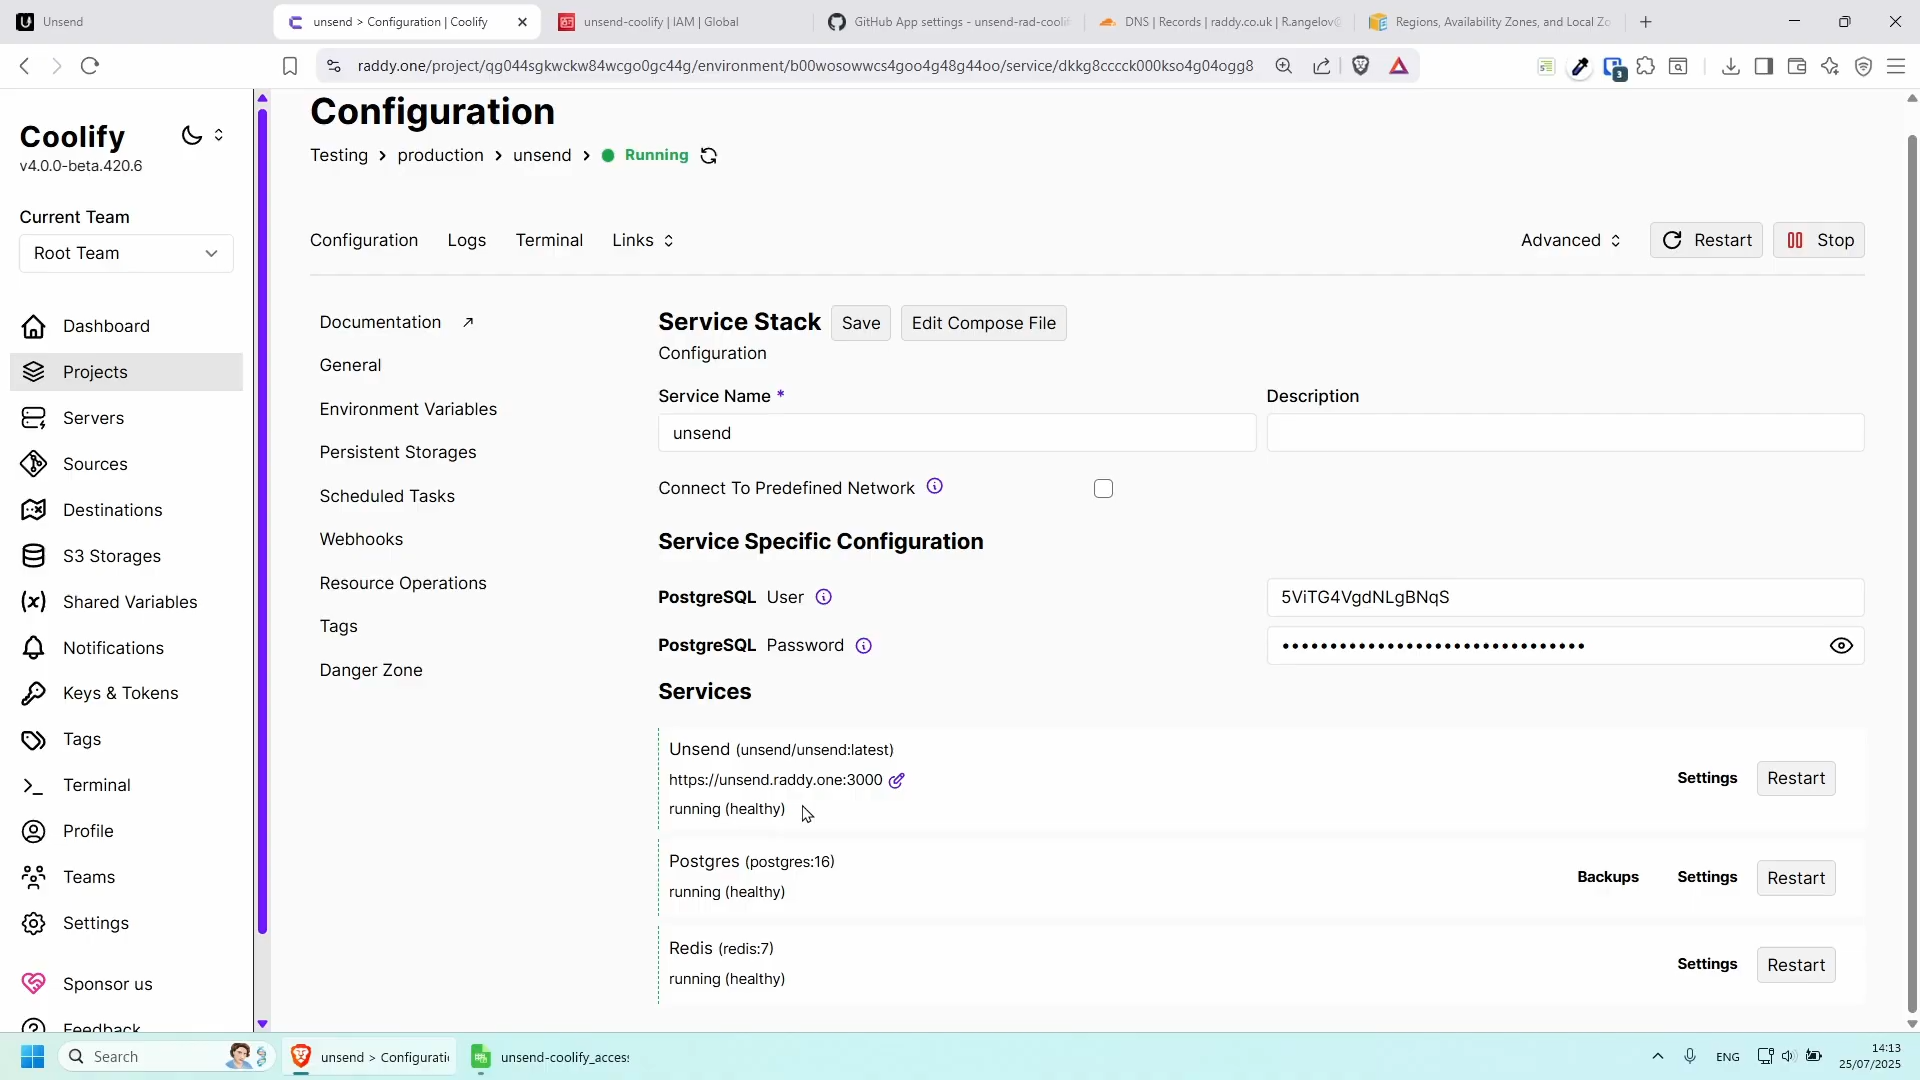 Unsend
unsend > Configuration | Coolify
unsend-coolify | IAM | Global
GitHub App settings - unsend-rad-coolif
DNS | Records | raddy.co.uk | R.angelov@
Regions, Availability Zones, and Local Zo
raddy.one/project/qg044sgkwckw84wcgo0gc44g/environment/b00wosowwcs4goo4g48g44oo/service/dkkg8cccck000kso4g04ogg8
3
Coolify
v4.0.0-beta.420.6
Current Team
Root Team
Dashboard
Projects
Servers
Sources
Destinations
S3 Storages
Shared Variables
Notifications
Keys & Tokens
Tags
Terminal
Profile
Teams
Settings
Sponsor us
Feedback
Configuration
Testing > production > unsend > Running
Configuration Logs Terminal Links
Advanced Restart Stop
Documentation
General
Environment Variables
Persistent Storages
Scheduled Tasks
Webhooks
Resource Operations
Tags
Danger Zone
Service Stack Save Edit Compose File
Configuration
Service Name * Description
unsend
Connect To Predefined Network
Service Specific Configuration
PostgreSQL User 5ViTG4VgdNLgBNqS
PostgreSQL Password
Services
Unsend (unsend/unsend:latest)
https://unsend.raddy.one:3000
running (healthy)
Settings Restart
Postgres (postgres:16)
running (healthy)
Backups Settings Restart
Redis (redis:7)
running (healthy)
Settings Restart
Search
unsend > Configurati
unsend-coolify_access
ENG
14:13
25/07/2025